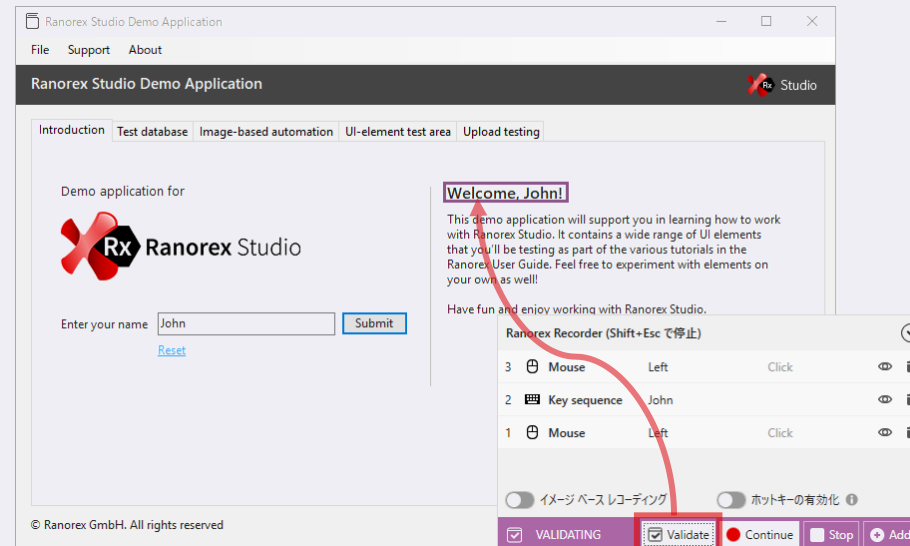 Ranorex Studio Demo Application
File Support About
Ranorex Studio Demo Application
Rx Studio
Introduction Test database Image-based automation UI-element test area Upload testing
Demo application for
Rx Ranorex Studio
Enter your name John Submit
Reset
Welcome, John!
This demo application will support you in learning how to work
with Ranorex Studio. It contains a wide range of UI elements
that you'll be testing as part of the various tutorials in the
Ranorex User Guide. Feel free to experiment with elements on
your own as well!
Have fun and enjoy working with Ranorex Studio.
© Ranorex GmbH. All rights reserved
Ranorex Recorder (Shift+Esc で停止)
3 Mouse Left Click
2 Key sequence John
1 Mouse Left Click
イメージ ベース レコーディング ホットキーの有効化
VALIDATING Validate Continue Stop Add